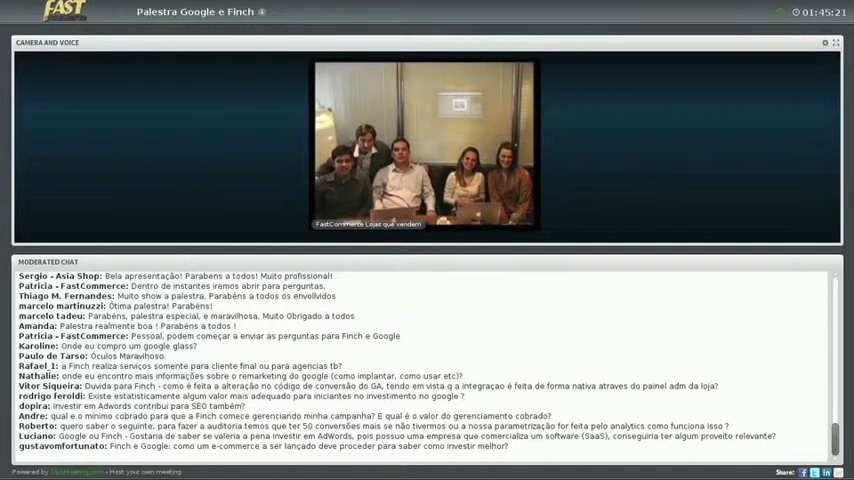 FAST
Palestra Google e Finch
01:45:21
CAMERA AND VOICE
FastCommerce Lojas que vendem
MODERATED CHAT
Sergio - Asia Shop: Bela apresentação! Parabens a todos! Muito profissional!
Patricia - FastCommerce: Dentro de instantes iremos abrir para perguntas.
Thiago M. Fernandes: Muito show a palestra. Parabéns a todos os envollvidos
marcelo martinuzzi: Ótima palestra! Parabéns!
marcelo tadeu: Parabéns, palestra especial, e maravilhosa. Muito Obrigado a todos
Amanda: Palestra realmente boa ! Parabéns a todos !
Patricia - FastCommerce: Pessoal, podem começar a enviar as perguntas para Finch e Google
Karoline: Onde eu compro um google glass?
Paulo de Tarso: Óculos Maravilhoso.
Rafael_1: a Finch realiza serviços somente para cliente final ou para agencias tb?
Nathalie: onde eu encontro mais informações sobre o remarketing do google (como implantar, como usar etc)?
Vitor Siqueira: Duvida para Finch - como é feita a alteração no código de conversão do GA, tendo em vista q a integraçao é feita de forma nativa atraves do painel adm da loja?
rodrigo feroldi: Existe estatisticamente algum valor mais adequado para iniciantes no investimento no google ?
dopira: Investir em Adwords contribui para SEO também?
Andre: qual e o mínimo cobrado para que a Finch comece gerenciando minha campanha? E qual é o valor do gerenciamento cobrado?
Roberto: quero saber o seguinte, para fazer a auditoria temos que ter 50 conversões mais se não tivermos ou a nossa parametrização for feita pelo analytics como funciona isso ?
Luciano: Google ou Finch - Gostaria de saber se valeria a pena investir em AdWords, pois possuo uma empresa que comercializa um software (SaaS), conseguiria ter algum proveito relevante?
gustavomfortunato: Finch e Google: como um e-commerce a ser lançado deve proceder para saber como investir melhor?
Powered by ClickMeeting.com - Host your own meeting
Share: